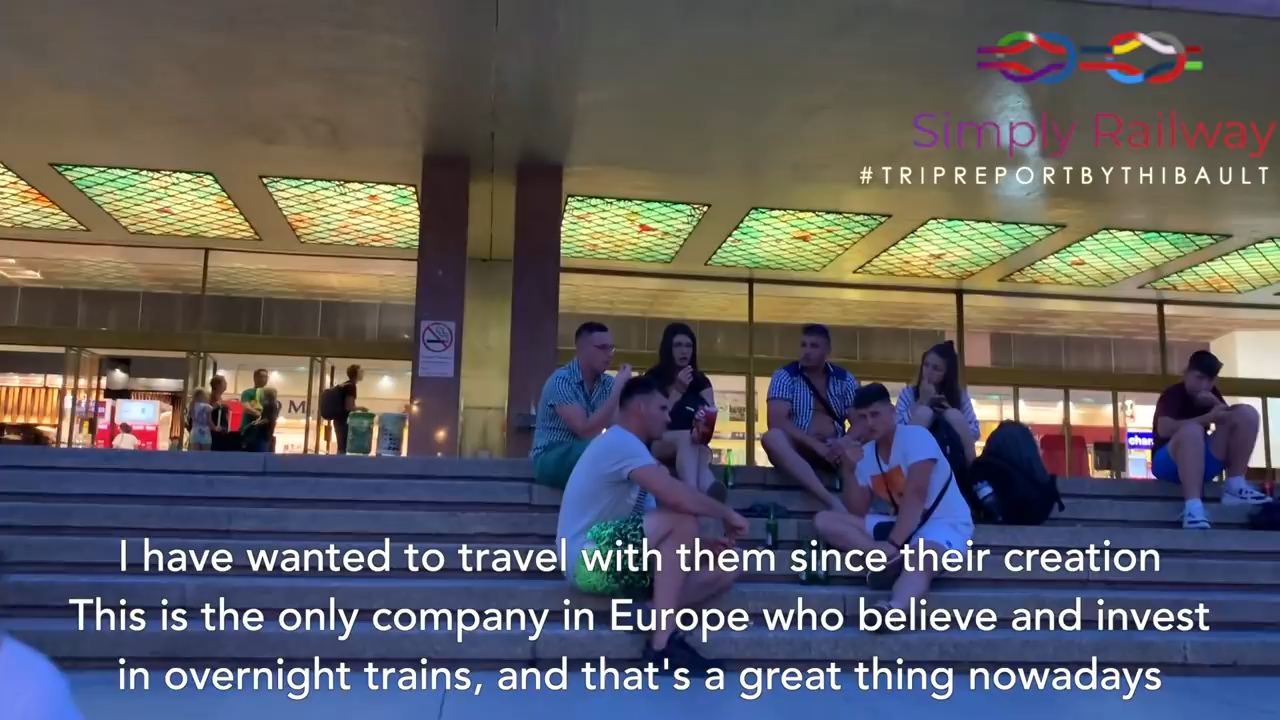 Simply Railway
#TRIPREPORTBYTHIBAULT
I have wanted to travel with them since their creation
This is the only company in Europe who believe and invest
in overnight trains, and that's a great thing nowadays